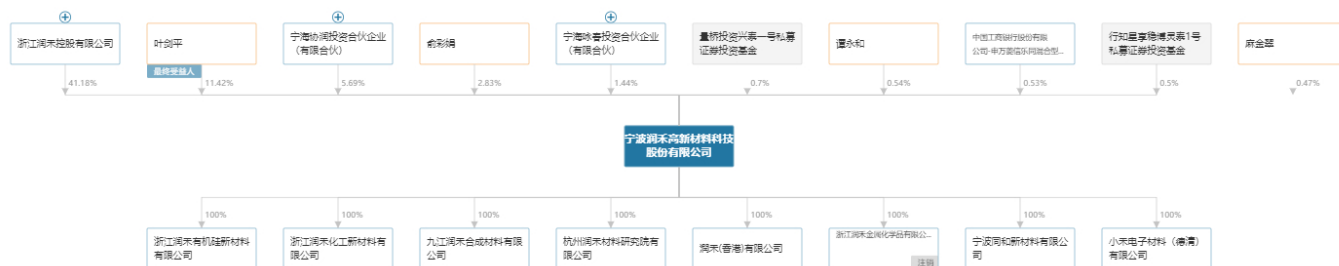 浙江润禾控股有限公司
叶剑平
最终受益人
宁海协润投资合伙企业
（有限合伙）
俞彩娟
宁海咏春投资合伙企业
（有限合伙）
量桥投资兴泰一号私募
证券投资基金
谭永和
中国工商银行股份有限
公司-申万菱信乐同混合型...
行知星享稳博灵泰1号
私募证券投资基金
麻金翠
41.18%
11.42%
5.69%
2.83%
1.44%
0.7%
0.54%
0.53%
0.5%
0.47%
宁波润禾高新材料科技
股份有限公司
100%
100%
100%
100%
100%
100%
100%
100%
浙江润禾有机硅新材料
有限公司
浙江润禾化工新材料有
限公司
九江润禾合成材料有限
公司
杭州润禾材料研究院有
限公司
润禾(香港)有限公司
浙江润禾金闽化学品有限公...
注销
宁波同和新材料有限公
司
小禾电子材料（德清）
有限公司